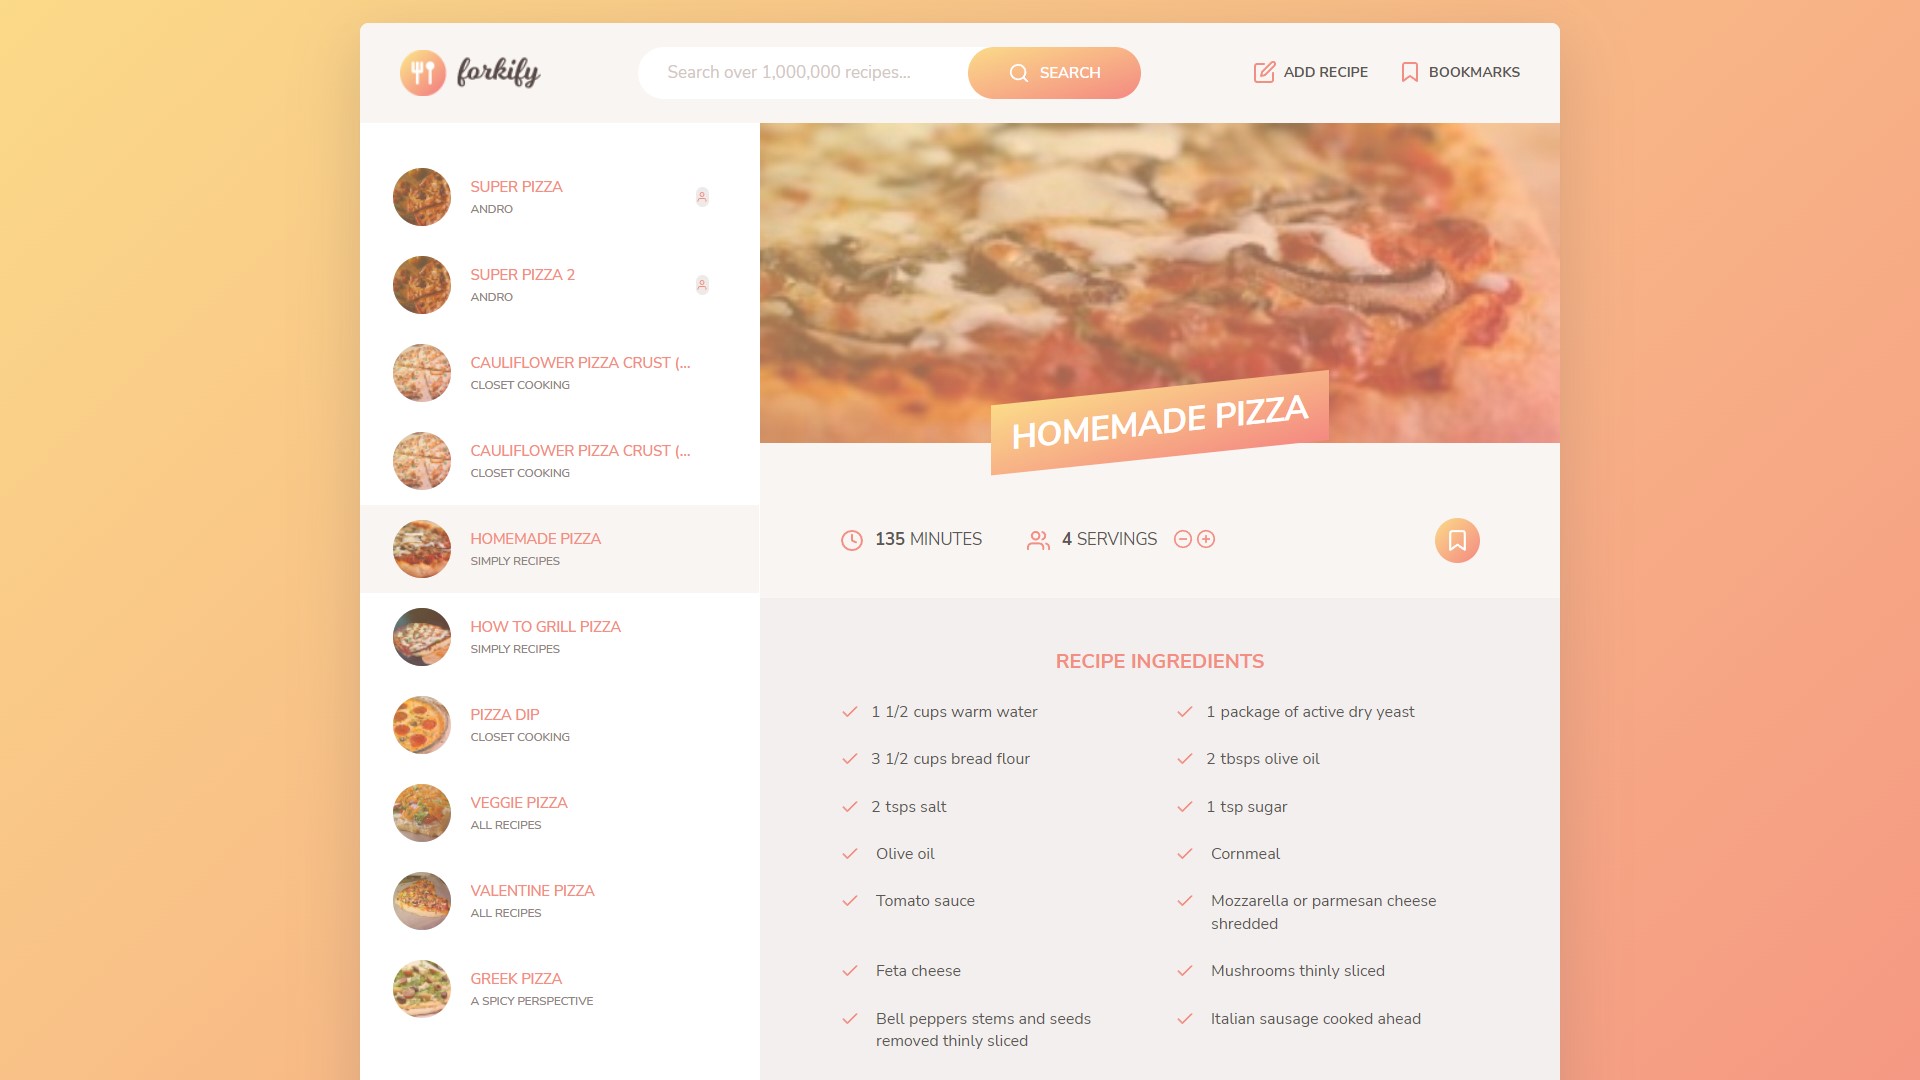 forkify
Search over 1,000,000 recipes...
SEARCH
ADD RECIPE
BOOKMARKS
SUPER PIZZA
ANDRO
SUPER PIZZA 2
ANDRO
CAULIFLOWER PIZZA CRUST (...
CLOSET COOKING
CAULIFLOWER PIZZA CRUST (...
CLOSET COOKING
HOMEMADE PIZZA
SIMPLY RECIPES
HOW TO GRILL PIZZA
SIMPLY RECIPES
PIZZA DIP
CLOSET COOKING
VEGGIE PIZZA
ALL RECIPES
VALENTINE PIZZA
ALL RECIPES
GREEK PIZZA
A SPICY PERSPECTIVE
HOMEMADE PIZZA
135 MINUTES
4 SERVINGS
RECIPE INGREDIENTS
1 1/2 cups warm water
1 package of active dry yeast
3 1/2 cups bread flour
2 tbsps olive oil
2 tsps salt
1 tsp sugar
Olive oil
Cornmeal
Tomato sauce
Mozzarella or parmesan cheese
shredded
Feta cheese
Mushrooms thinly sliced
Bell peppers stems and seeds
removed thinly sliced
Italian sausage cooked ahead